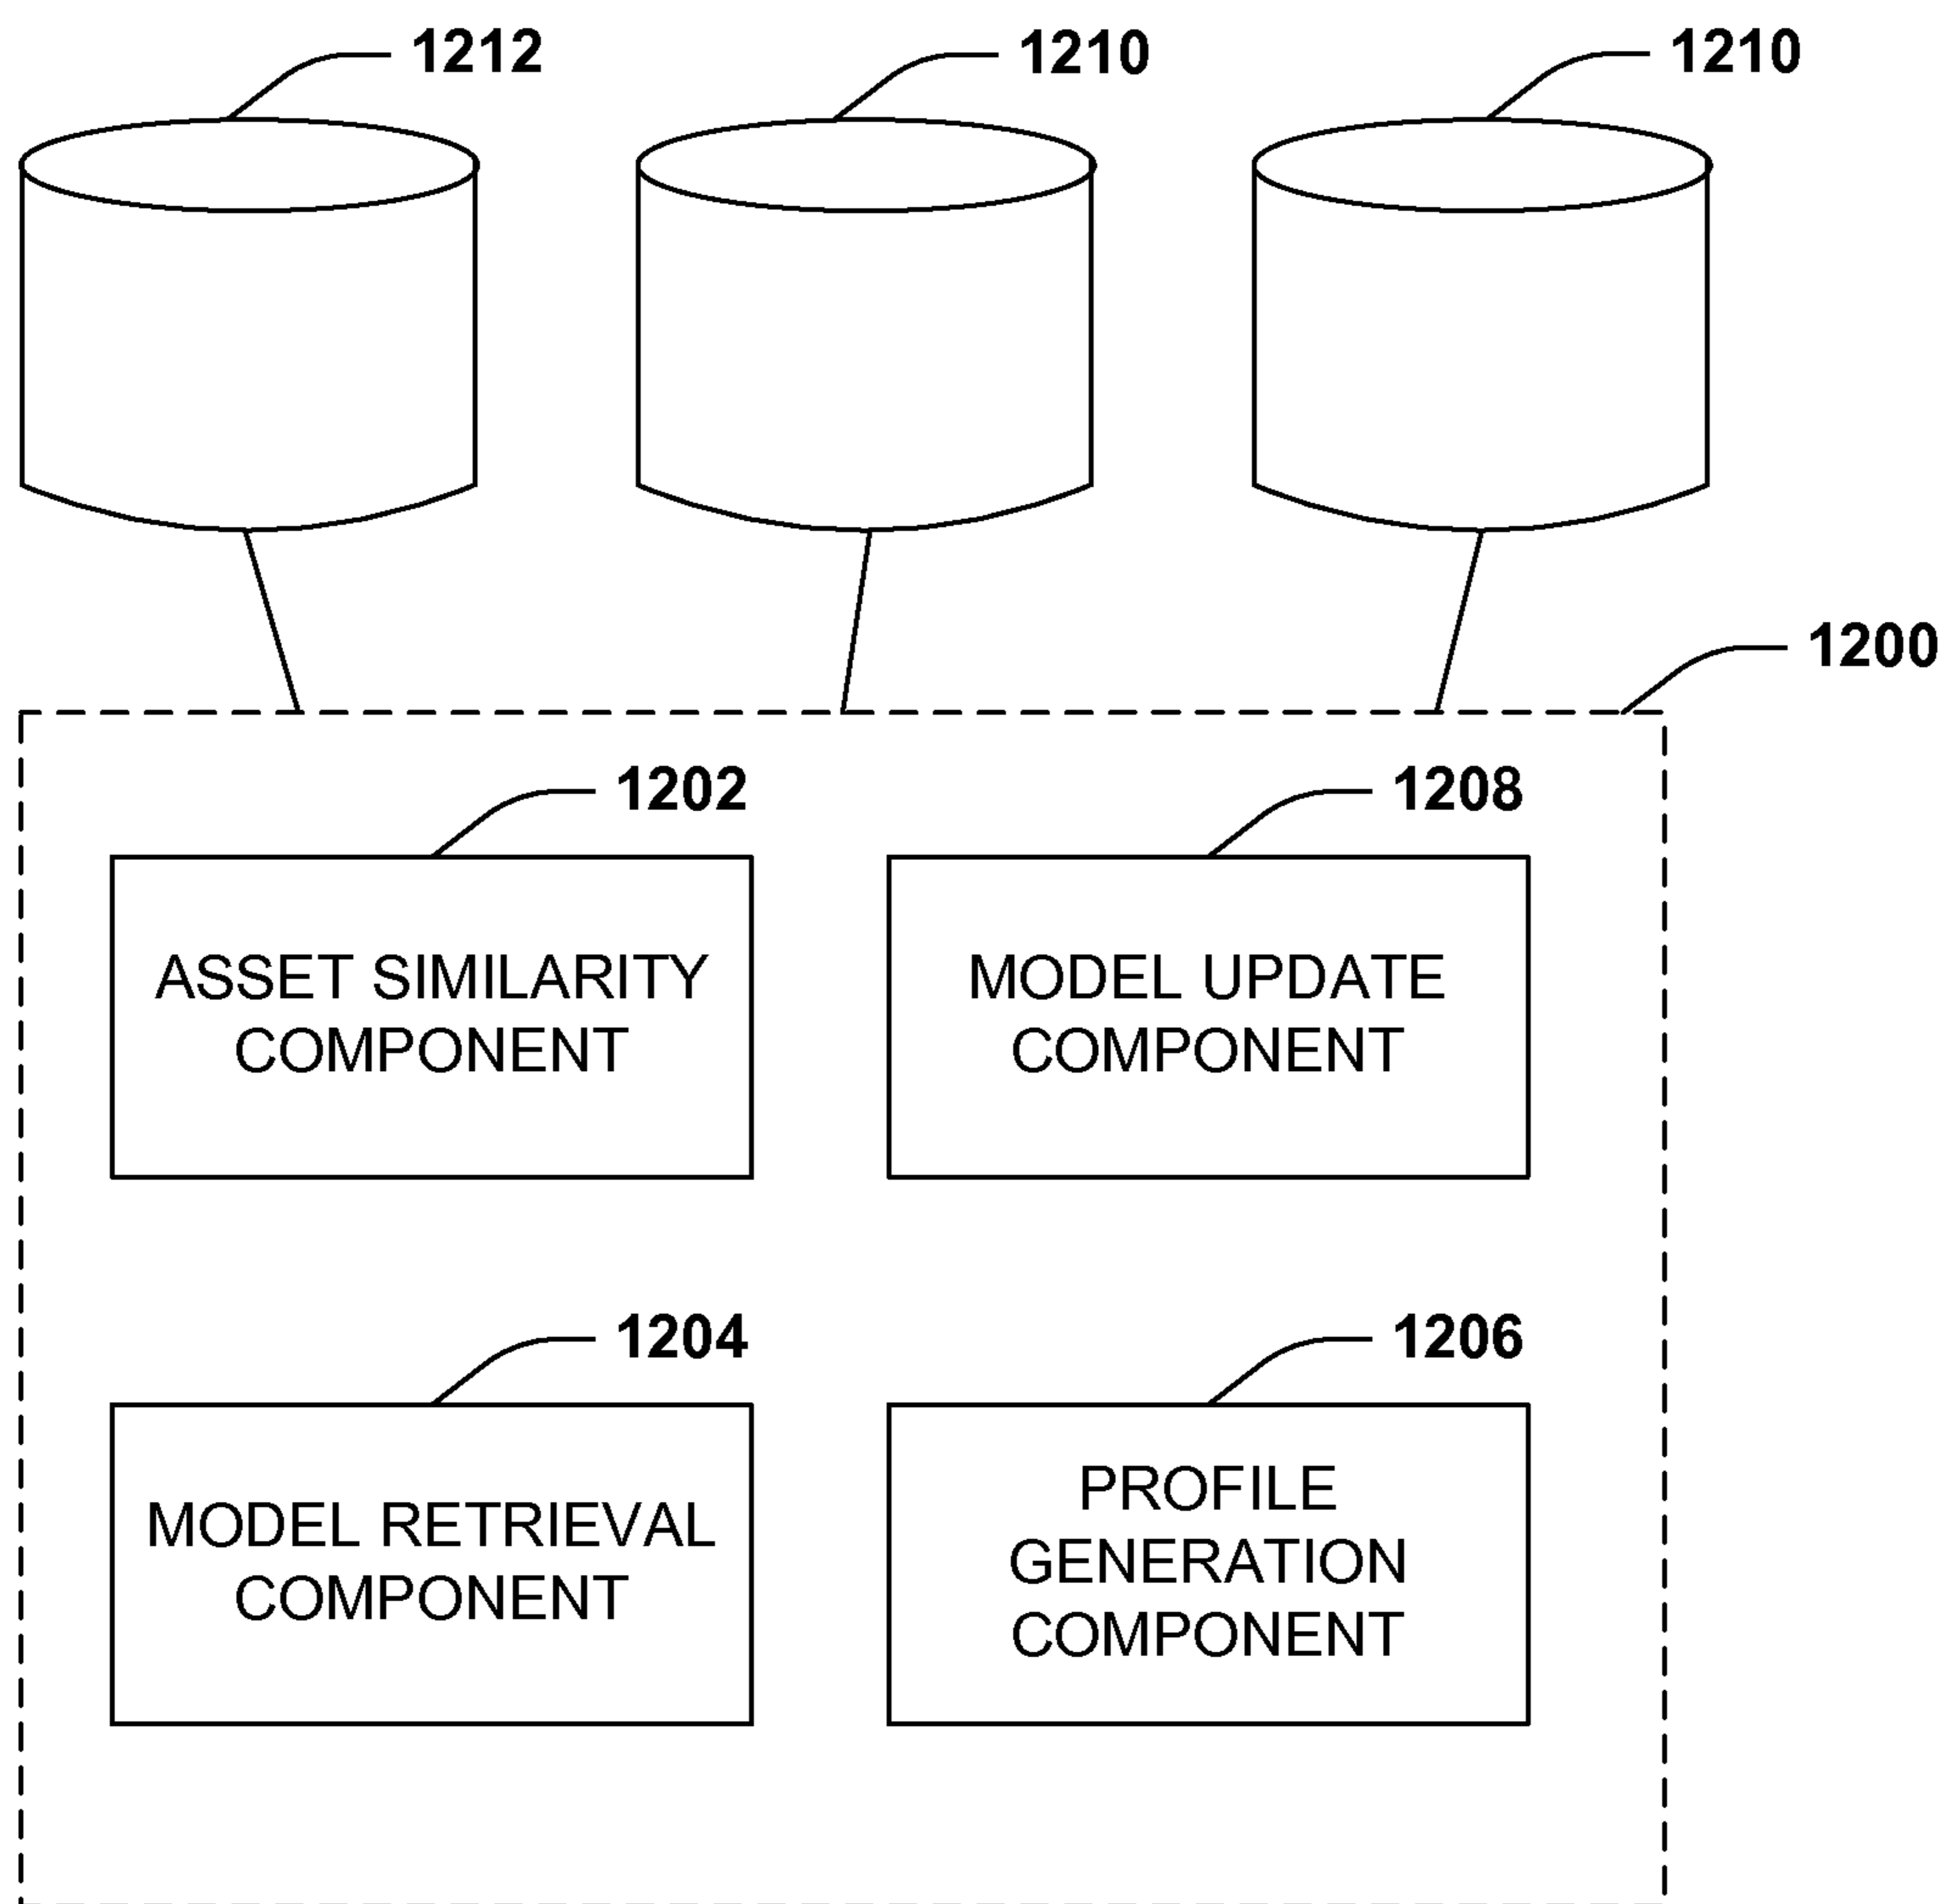 1212
1210
1210
1200
1202
1208
ASSET SIMILARITY
COMPONENT
MODEL UPDATE
COMPONENT
1204
1206
MODEL RETRIEVAL
COMPONENT
PROFILE
GENERATION
COMPONENT